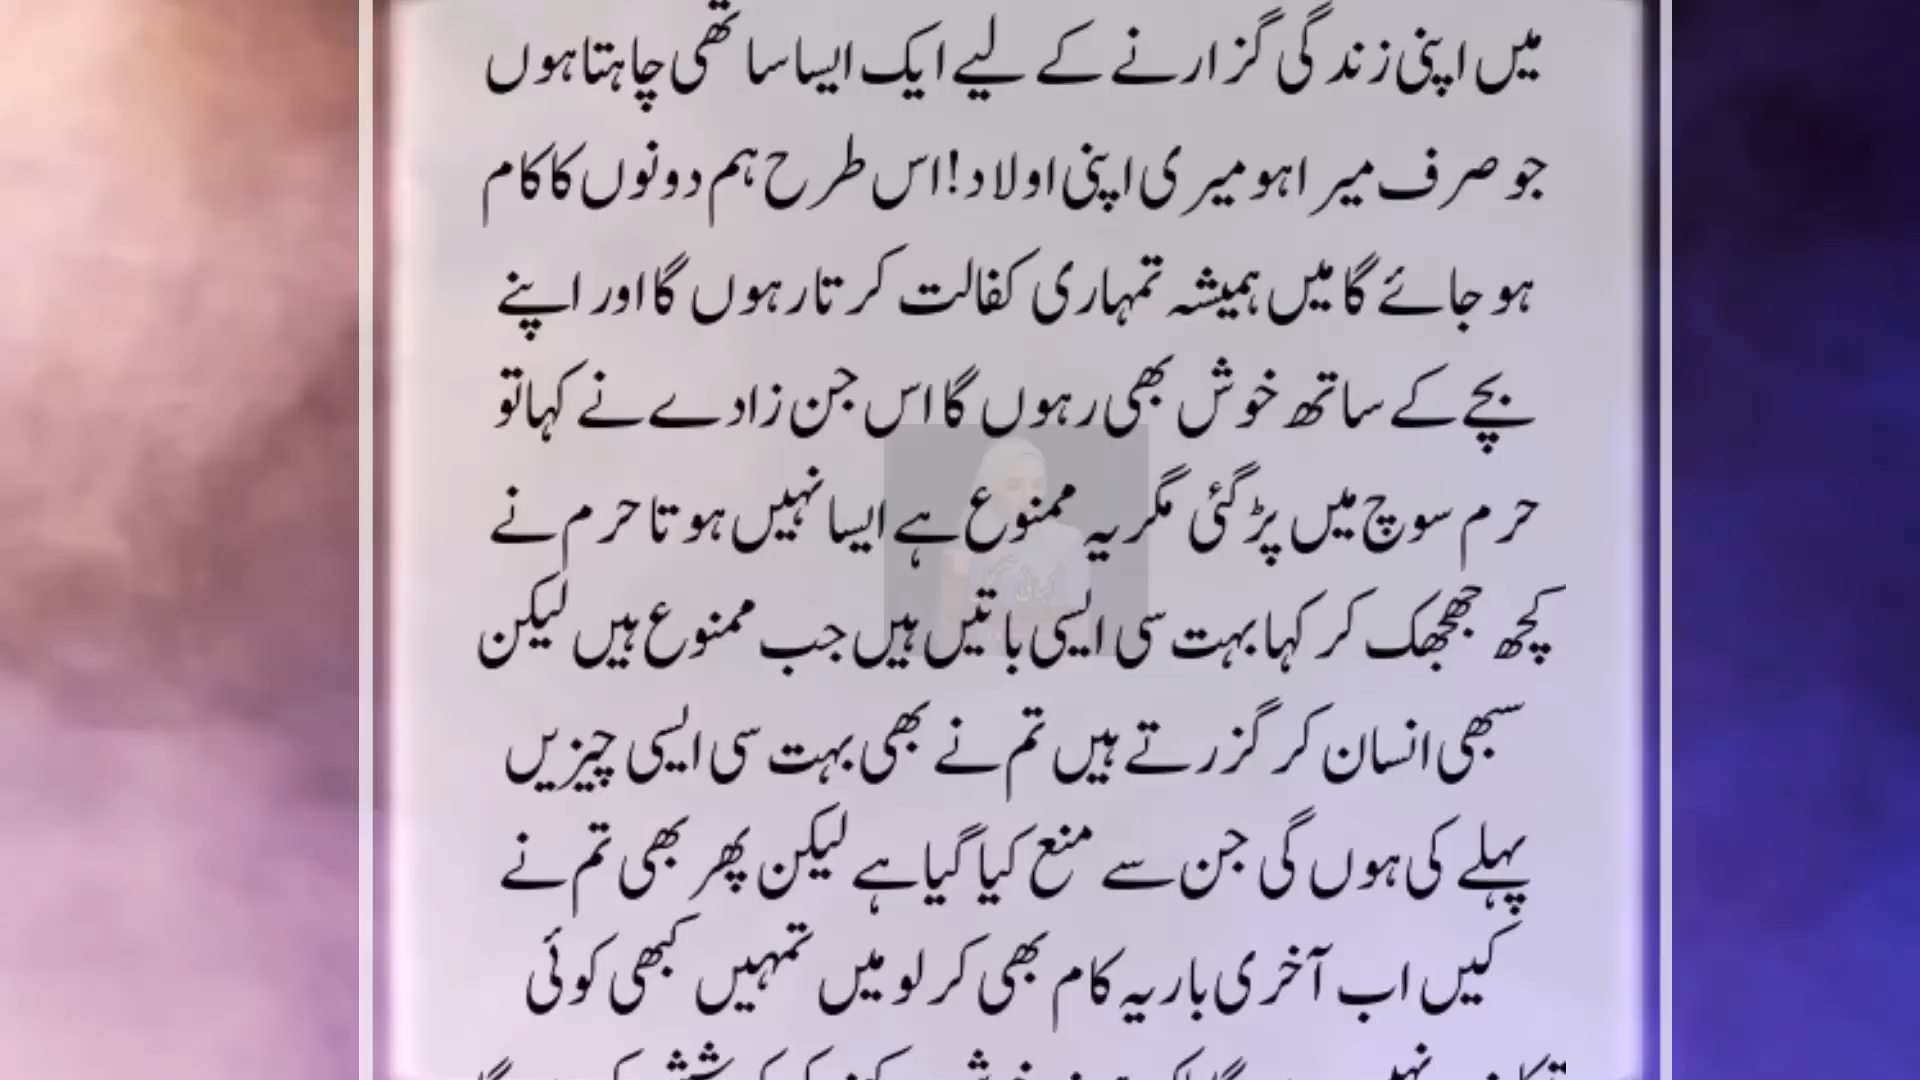 میں اپنی زندگی گزارنے کے لیے ایک ایسا ساتھی چاہتا ہوں
جو صرف میرا ہو میری اپنی اولاد! اس طرح ہم دونوں کا کام
ہو جائے گا میں ہمیشہ تمہاری کفالت کرتا رہوں گا اور اپنے
بچے کے ساتھ خوش بھی رہوں گا اس جن زادے نے کہا تو
حرم سوچ میں پڑ گئی مگر یہ ممنوع ہے ایسا نہیں ہوتا حرم نے
کچھ جھجھک کر کہا بہت سی ایسی باتیں ہیں جب ممنوع ہیں لیکن
سبھی انسان کر گزرتے ہیں تم نے بھی بہت سی ایسی چیزیں
پہلے کی ہوں گی جن سے منع کیا گیا ہے لیکن پھر بھی تم نے
کیں اب آخری بار یہ کام بھی کر لو میں تمہیں کبھی کوئی